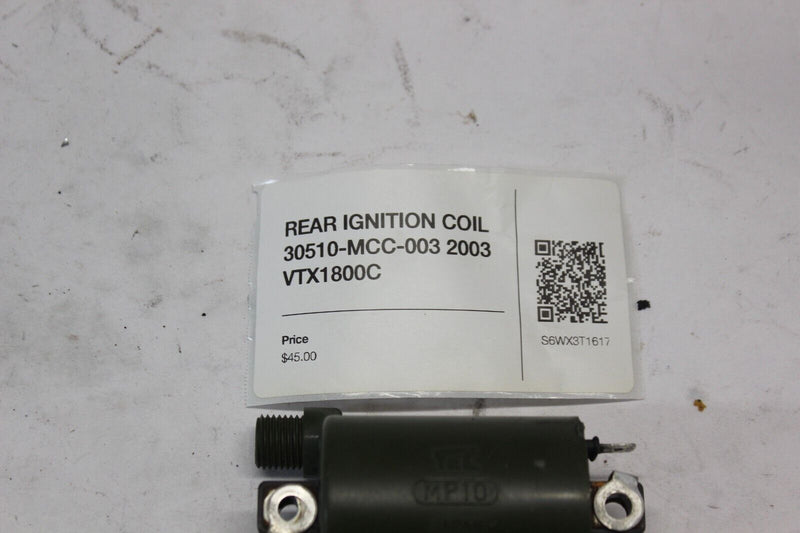 REAR IGNITION COIL
30510-MCC-003 2003
VTX1800C
Price
$45.00
S6WX3T1617
MP10